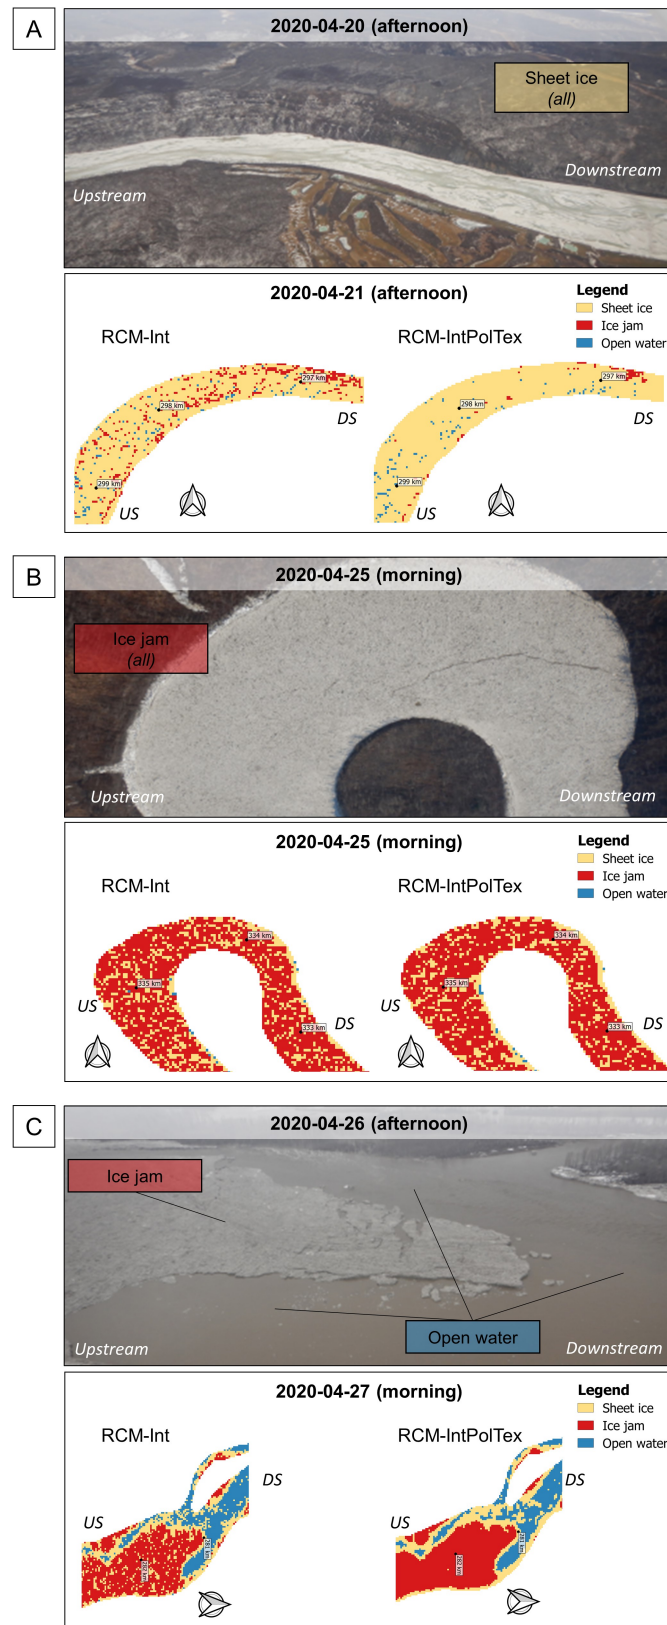 A
2020-04-20 (afternoon)
Sheet ice
(all)
Upstream
Downstream
2020-04-21 (afternoon)
Legend
Sheet ice
Ice jam
Open water
RCM-Int
RCM-IntPolTex
297 km
298 km
299 km
DS
US
297 km
298 km
299 km
DS
US
B
2020-04-25 (morning)
Ice jam
(all)
Upstream
Downstream
2020-04-25 (morning)
Legend
Sheet ice
Ice jam
Open water
RCM-Int
RCM-IntPolTex
334 km
335 km
333 km
US
DS
334 km
335 km
333 km
US
DS
C
2020-04-26 (afternoon)
Ice jam
Open water
Upstream
Downstream
2020-04-27 (morning)
Legend
Sheet ice
Ice jam
Open water
RCM-Int
RCM-IntPolTex
US
DS
US
DS